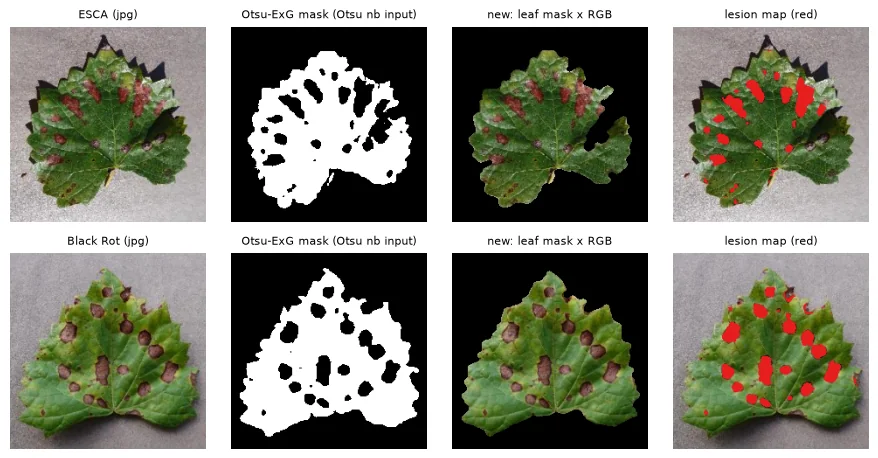 ESCA (jpg)
Otsu-ExG mask (Otsu nb input)
new: leaf mask x RGB
lesion map (red)
Black Rot (jpg)
Otsu-ExG mask (Otsu nb input)
new: leaf mask x RGB
lesion map (red)